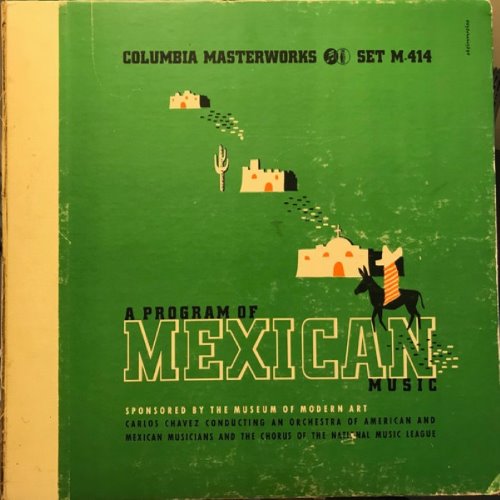 COLUMBIA MASTERWORKS SET M-414
A PROGRAM OF
MEXICAN
MUSIC
SPONSORED BY THE MUSEUM OF MODERN ART
CARLOS CHAVEZ CONDUCTING AN ORCHESTRA OF AMERICAN AND
MEXICAN MUSICIANS AND THE CHORUS OF THE NATIONAL MUSIC LEAGUE